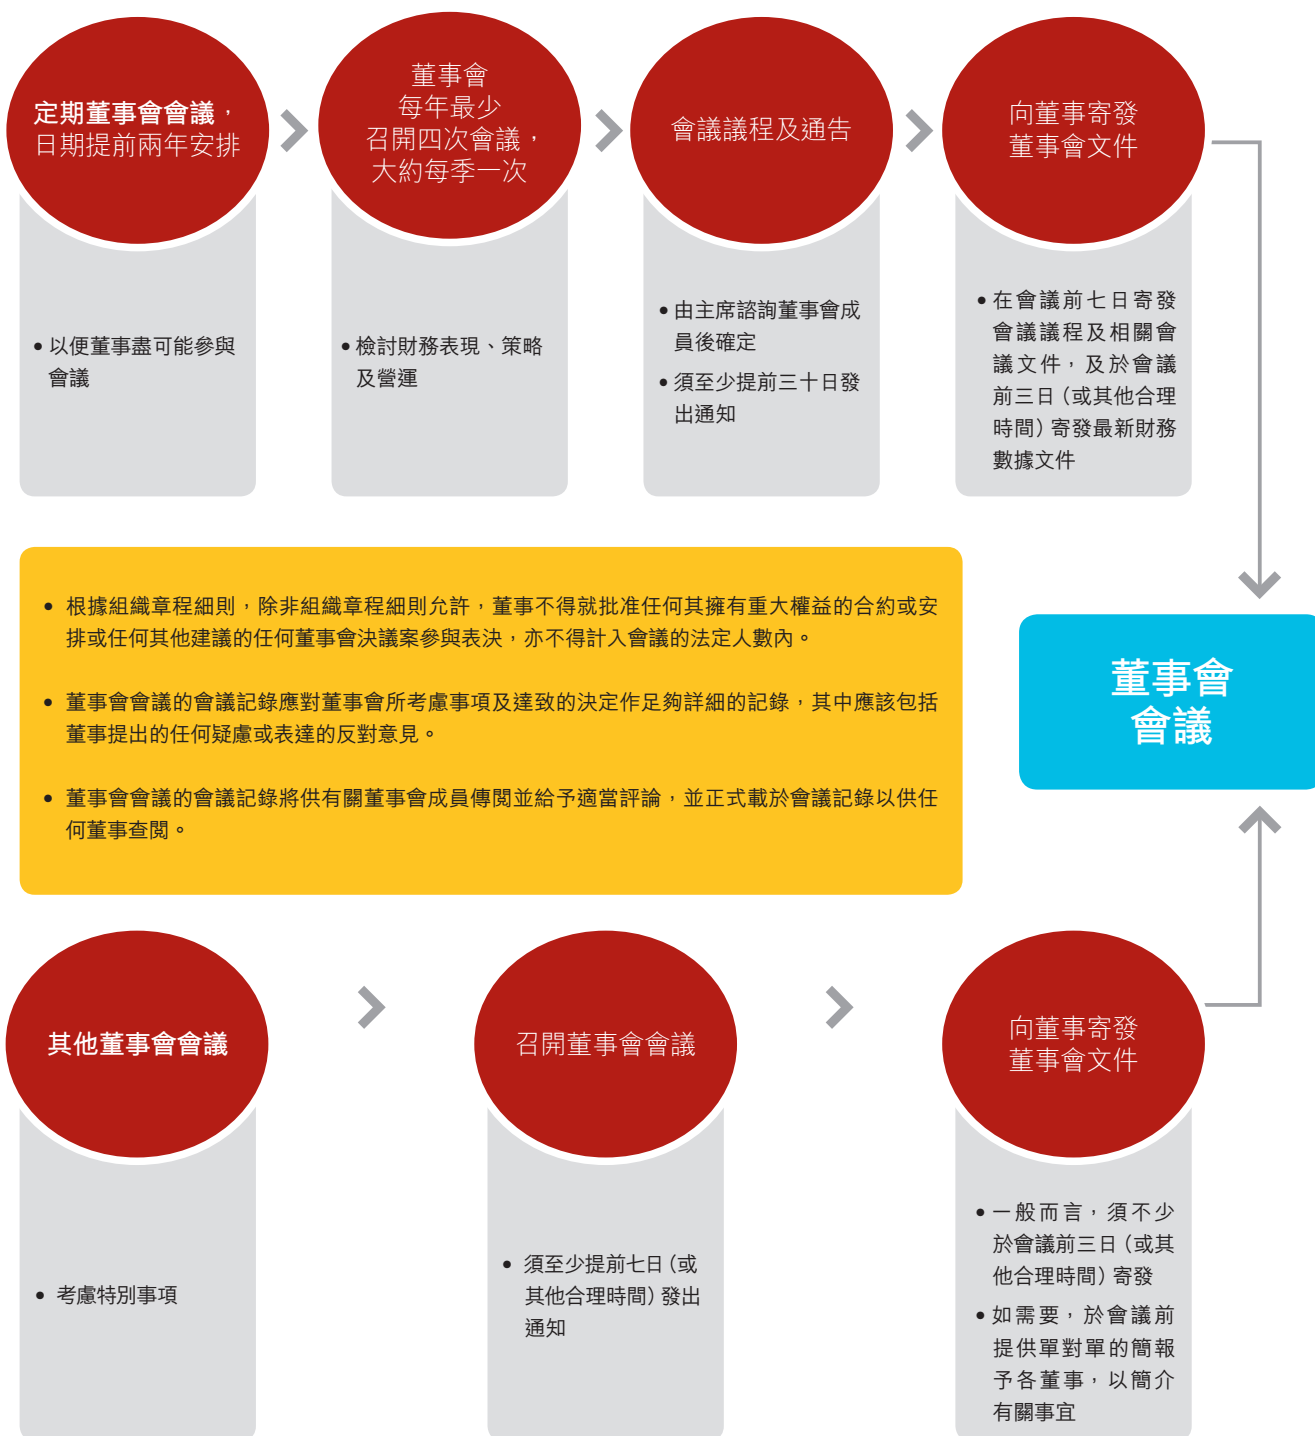 定期董事會會議，
日期提前兩年安排
• 以便董事盡可能參與
會議
董事會
每年最少
召開四次會議，
大約每季一次
• 檢討財務表現、策略
及營運
會議議程及通告
• 由主席諮詢董事會成
員後確定
• 須至少提前三十日發
出通知
向董事寄發
董事會文件
• 在會議前七日寄發
會議議程及相關會
議文件，及於會議
前三日（或其他合理
時間）寄發最新財務
數據文件
• 根據組織章程細則，除非組織章程細則允許，董事不得就批准任何其擁有重大權益的合約或安
排或任何其他建議的任何董事會決議案參與表決，亦不得計入會議的法定人數內。
• 董事會會議的會議記錄應對董事會所考慮事項及達致的決定作足夠詳細的記錄，其中應該包括
董事提出的任何疑慮或表達的反對意見。
• 董事會會議的會議記錄將供有關董事會成員傳閱並給予適當評論，並正式載於會議記錄以供任
何董事查閱。
董事會
會議
其他董事會會議
• 考慮特別事項
召開董事會會議
• 須至少提前七日（或
其他合理時間）發出
通知
向董事寄發
董事會文件
• 一般而言，須不少
於會議前三日（或其
他合理時間）寄發
• 如需要，於會議前
提供單對單的簡報
予各董事，以簡介
有關事宜